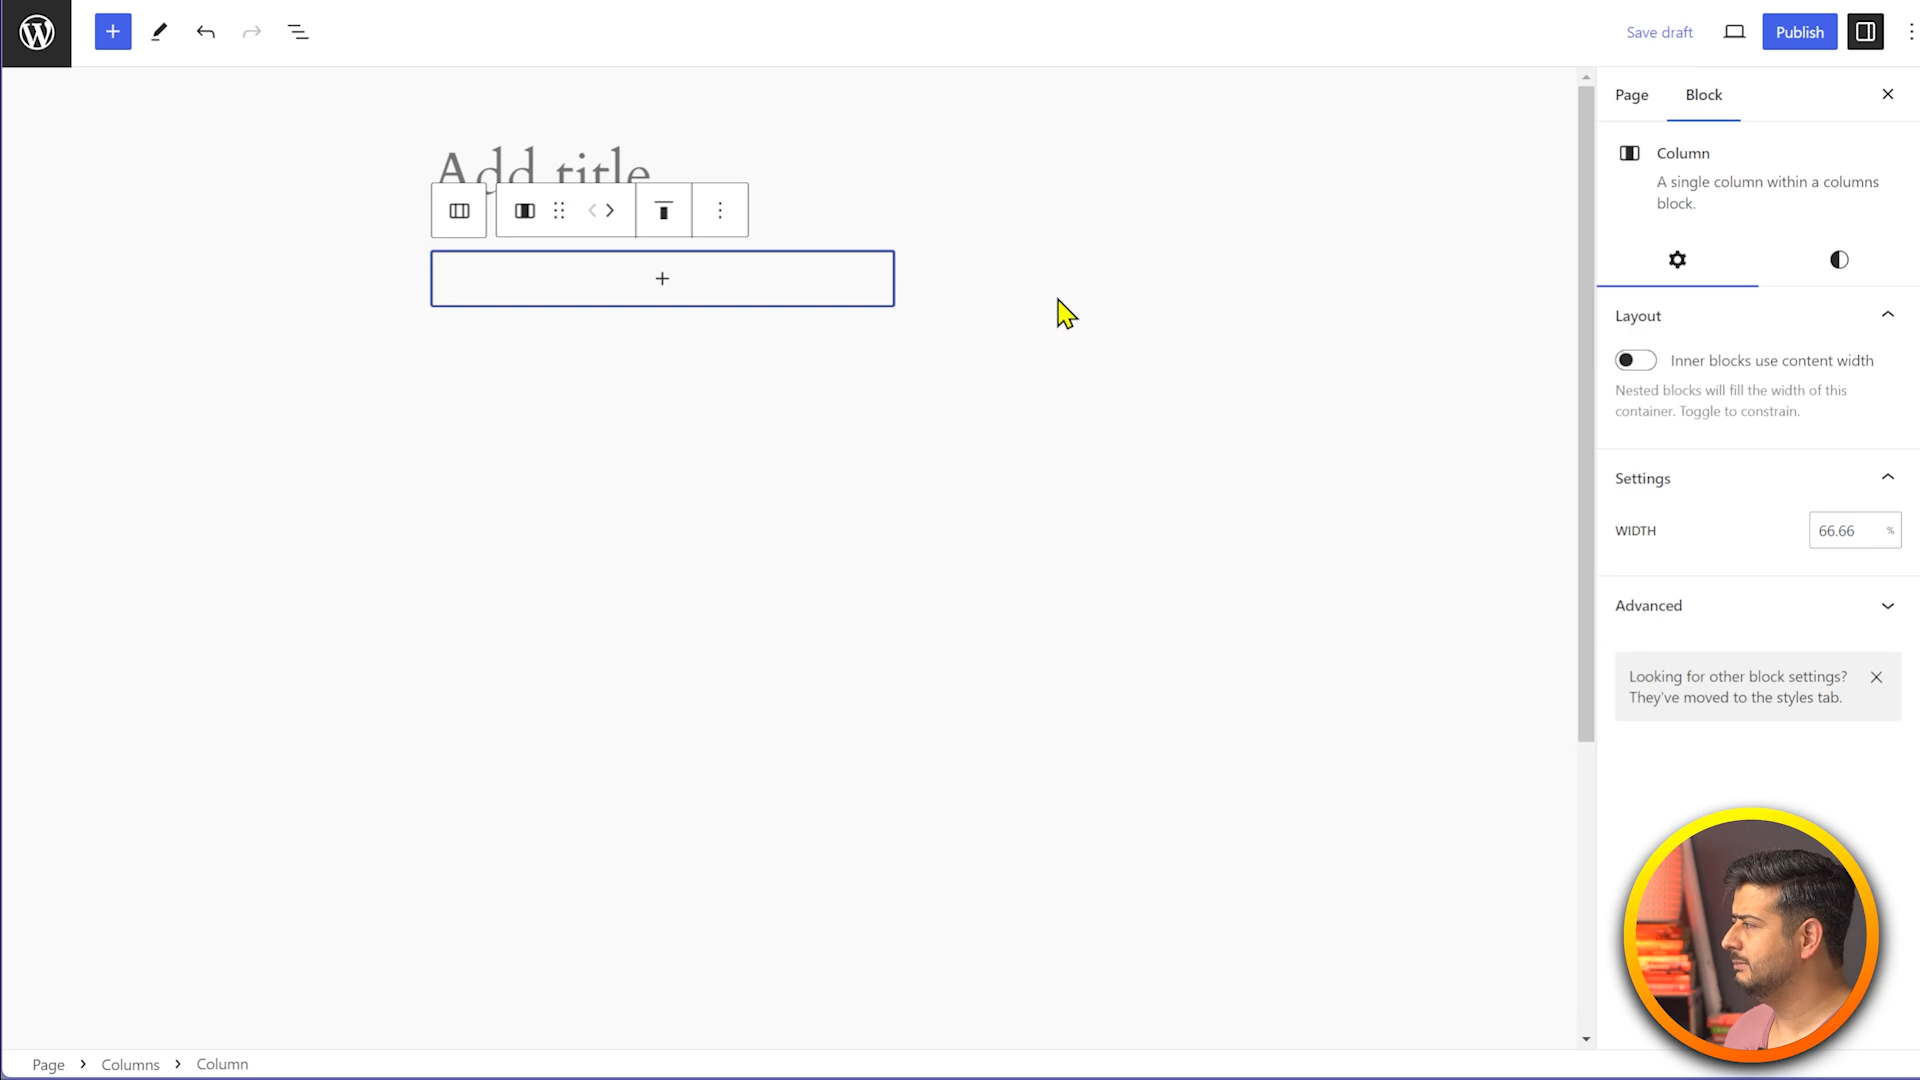 Save draft
Publish
Page
Block
Add title
Column
A single column within a columns
block.
Layout
Inner blocks use content width
Nested blocks will fill the width of this
container. Toggle to constrain.
Settings
WIDTH
66.66 %
Advanced
Looking for other block settings?
They've moved to the styles tab.
Page > Columns > Column